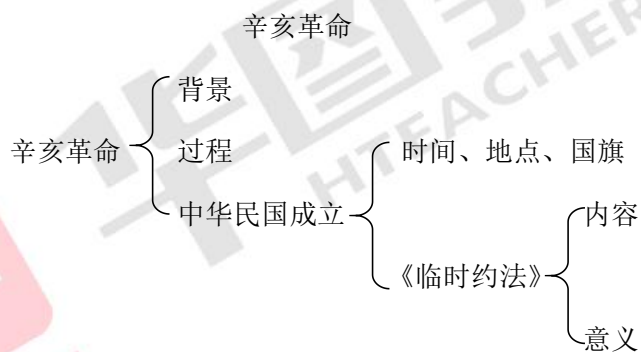 辛亥革命
背景
辛亥革命
过程
时间、地点、国旗
中华民国成立
内容
《临时约法》
意义
HTEACHER